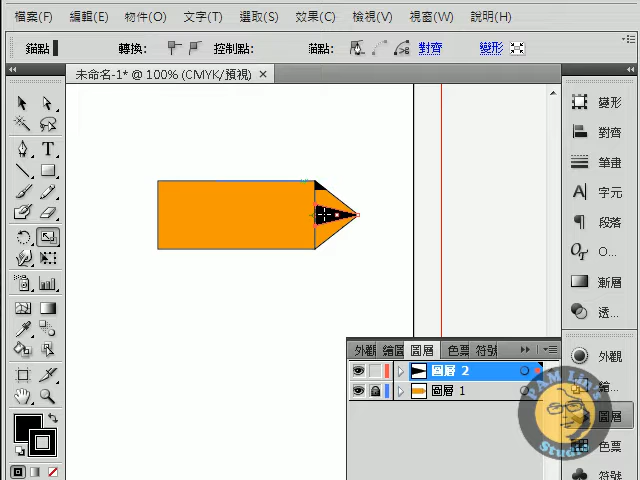 檔案(F) 編輯(E) 物件(O) 文字(T) 選取(S) 效果(C) 檢視(V) 視窗(W) 說明(H)
錨點 轉換: 控制點: 錨點: 對齊 變形
未命名-1* @ 100% (CMYK/預視) ×
變形
對齊
筆畫
字元
段落
O...
漸層
透...
外觀
繪...
圖層
色票
符號
外觀 繪圖 圖層 色票 符號
圖層 2
圖層 1
PAM Liu's
Studio